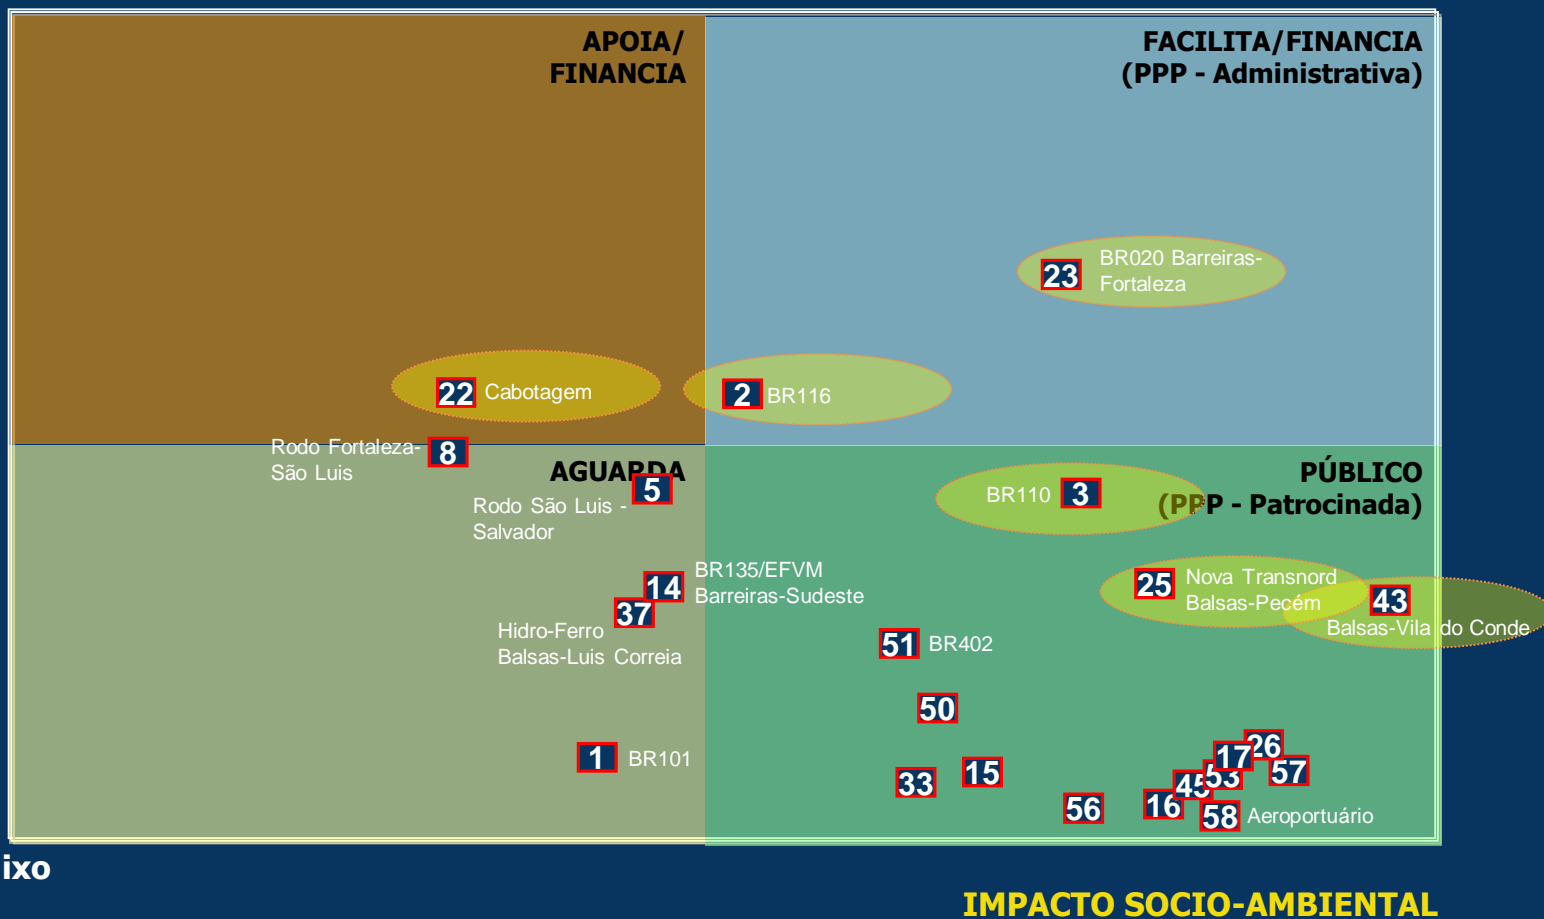 APOIA/
FINANCIA
FACILITA/FINANCIA
(PPP - Administrativa)
23
BR020 Barreiras-
Fortaleza
22
Cabotagem
2
BR116
Rodo Fortaleza-
São Luis
8
AGUARDA
5
Rodo São Luis -
Salvador
PÚBLICO
(PPP - Patrocinada)
BR110
3
14
BR135/EFVM
Barreiras-Sudeste
37
Hidro-Ferro
Balsas-Luis Correia
25
Nova Transnord
Balsas-Pecém
43
Balsas-Vila do Conde
51
BR402
50
1
BR101
33
15
56
16
45
53
17
26
57
58
Aeroportuário
ixo
IMPACTO SOCIO-AMBIENTAL